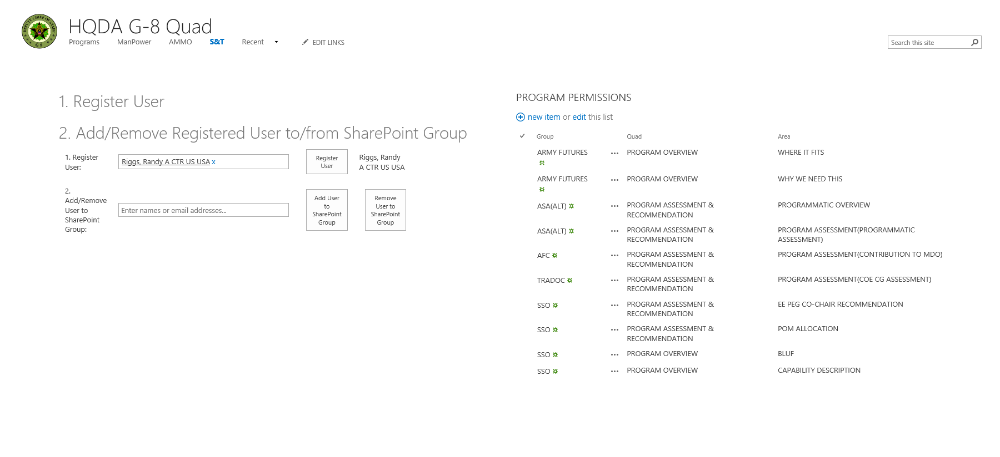 DEPUTY CHIEF OF STAFF
G 8
HQDA G-8 Quad
Programs ManPower AMMO S&T Recent EDIT LINKS
Search this site
1. Register User
2. Add/Remove Registered User to/from SharePoint Group
1. Register
User:
Riggs, Randy A CTR US USA x
Register
User
Riggs, Randy
A CTR US USA
2.
Add/Remove
User to
SharePoint
Group:
Enter names or email addresses...
Add User
to
SharePoint
Group
Remove
User to
SharePoint
Group
PROGRAM PERMISSIONS
new item or edit this list
Group Quad Area
ARMY FUTURES ... PROGRAM OVERVIEW WHERE IT FITS
ARMY FUTURES ... PROGRAM OVERVIEW WHY WE NEED THIS
ASA(ALT) ... PROGRAM ASSESSMENT & PROGRAMMATIC OVERVIEW
RECOMMENDATION
ASA(ALT) ... PROGRAM ASSESSMENT & PROGRAM ASSESSMENT(PROGRAMMATIC
RECOMMENDATION ASSESSMENT)
AFC ... PROGRAM ASSESSMENT & PROGRAM ASSESSMENT(CONTRIBUTION TO MDO)
RECOMMENDATION
TRADOC ... PROGRAM ASSESSMENT & PROGRAM ASSESSMENT(COE CG ASSESSMENT)
RECOMMENDATION
SSO ... PROGRAM ASSESSMENT & EE PEG CO-CHAIR RECOMMENDATION
RECOMMENDATION
SSO ... PROGRAM ASSESSMENT & POM ALLOCATION
RECOMMENDATION
SSO ... PROGRAM OVERVIEW BLUF
SSO ... PROGRAM OVERVIEW CAPABILITY DESCRIPTION